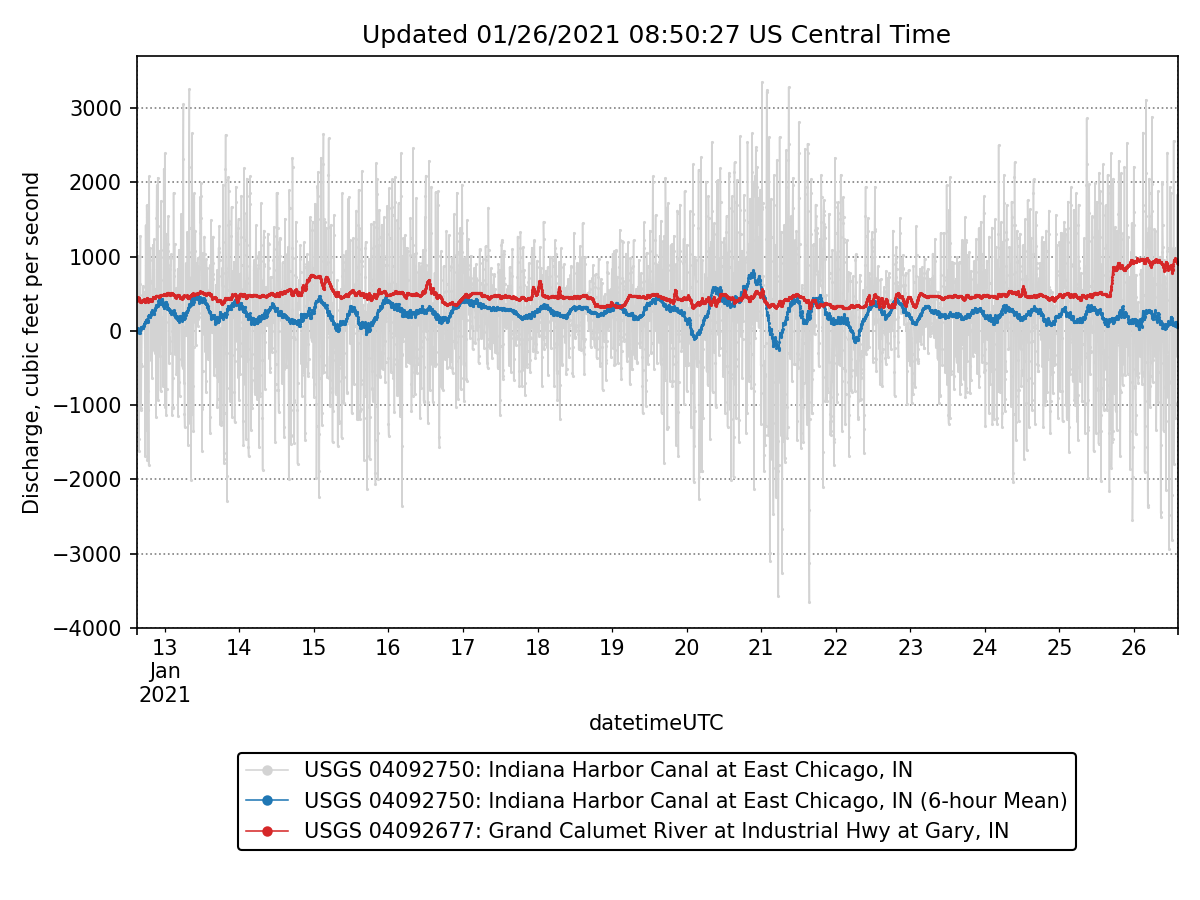 Updated 01/26/2021 08:50:27 US Central Time
Discharge, cubic feet per second
3000
2000
1000
0
−1000
−2000
−3000
−4000
13 14 15 16 17 18 19 20 21 22 23 24 25 26
Jan
2021
datetimeUTC
USGS 04092750: Indiana Harbor Canal at East Chicago, IN
USGS 04092750: Indiana Harbor Canal at East Chicago, IN (6-hour Mean)
USGS 04092677: Grand Calumet River at Industrial Hwy at Gary, IN